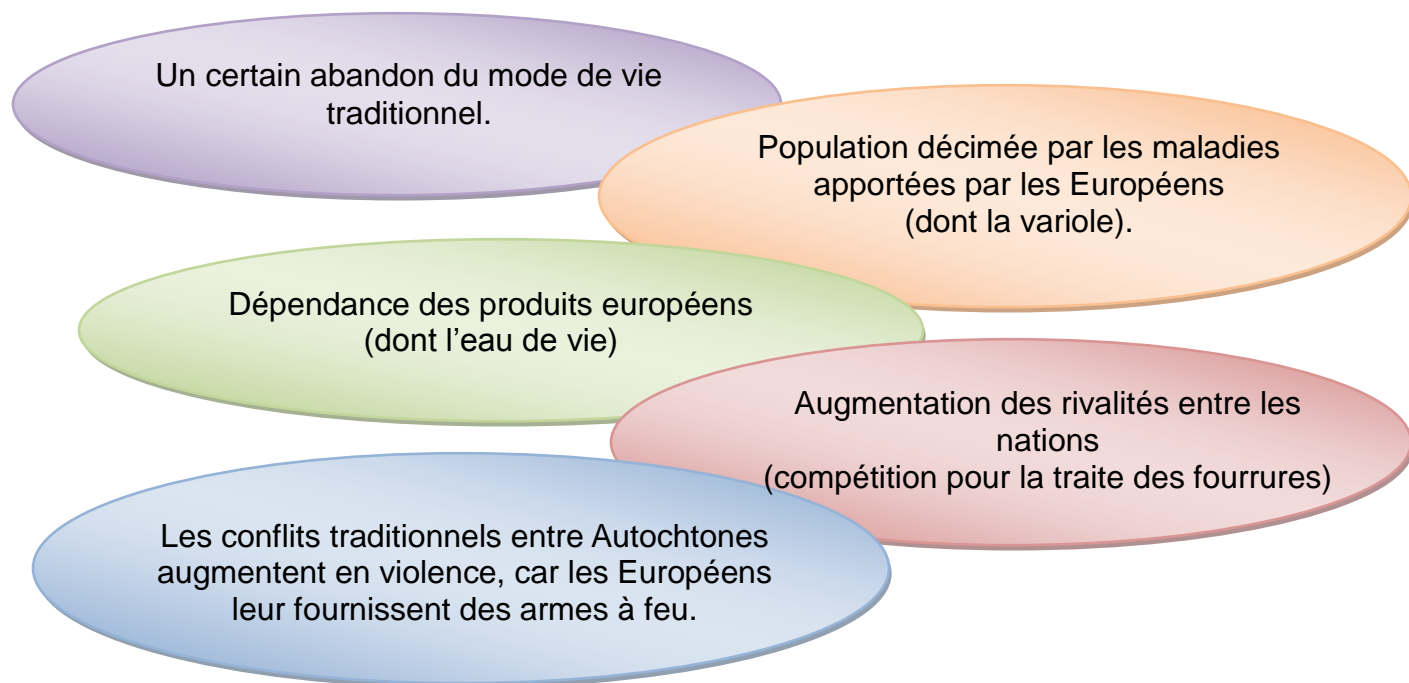 Un certain abandon du mode de vie
traditionnel.
Population décimée par les maladies
apportées par les Européens
(dont la variole).
Dépendance des produits européens
(dont l’eau de vie)
Augmentation des rivalités entre les
nations
(compétition pour la traite des fourrures)
Les conflits traditionnels entre Autochtones
augmentent en violence, car les Européens
leur fournissent des armes à feu.